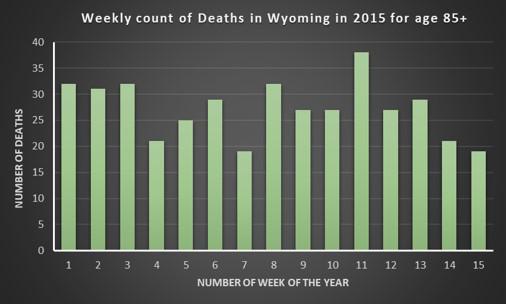 Weekly count of Deaths in Wyoming in 2015 for age 85+
40
35
30
25
20
15
10
5
0
NUMBER OF DEATHS
1 2 3 4 5 6 7 8 9 10 11 12 13 14 15
NUMBER OF WEEK OF THE YEAR